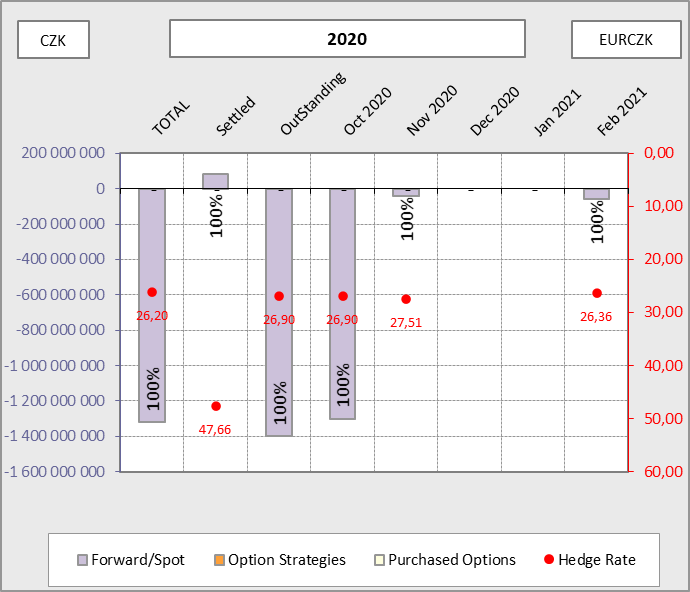 CZK
2020
EURCZK
TOTAL
Settled
OutStanding
Oct 2020
Nov 2020
Dec 2020
Jan 2021
Feb 2021
200 000 000
0
-200 000 000
-400 000 000
-600 000 000
-800 000 000
-1 000 000 000
-1 200 000 000
-1 400 000 000
-1 600 000 000
100%
100%
100%
100%
100%
100%
26,20
47,66
26,90
26,90
27,51
26,36
0,00
10,00
20,00
30,00
40,00
50,00
60,00
Forward/Spot
Option Strategies
Purchased Options
Hedge Rate